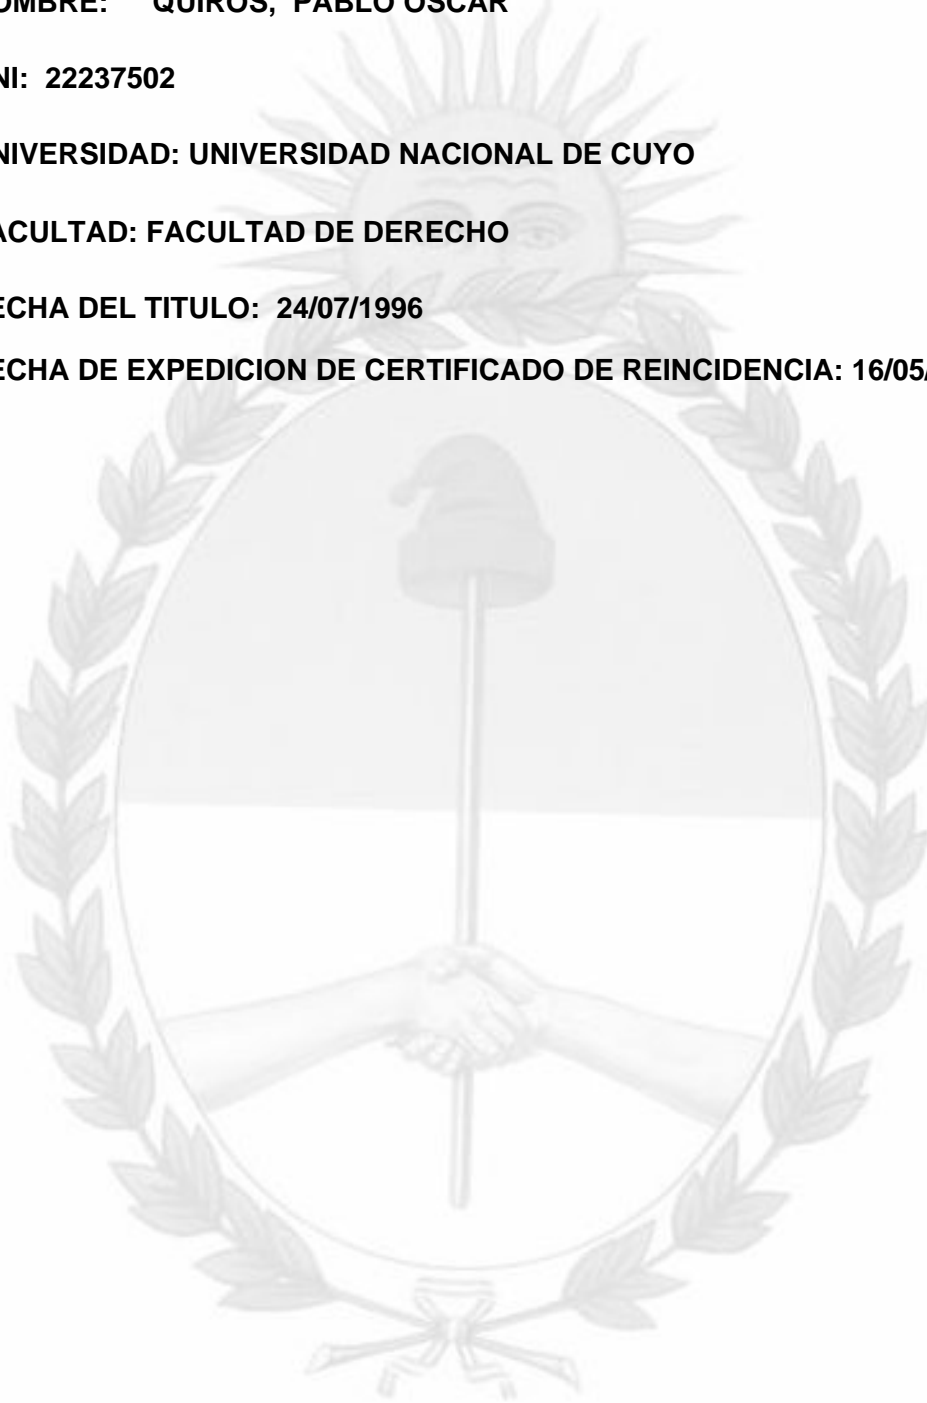 OMBRE: QUIROS, PABLO OSCAR
NI: 22237502
NIVERSIDAD: UNIVERSIDAD NACIONAL DE CUYO
ACULTAD: FACULTAD DE DERECHO
ECHA DEL TITULO: 24/07/1996
ECHA DE EXPEDICION DE CERTIFICADO DE REINCIDENCIA: 16/05/